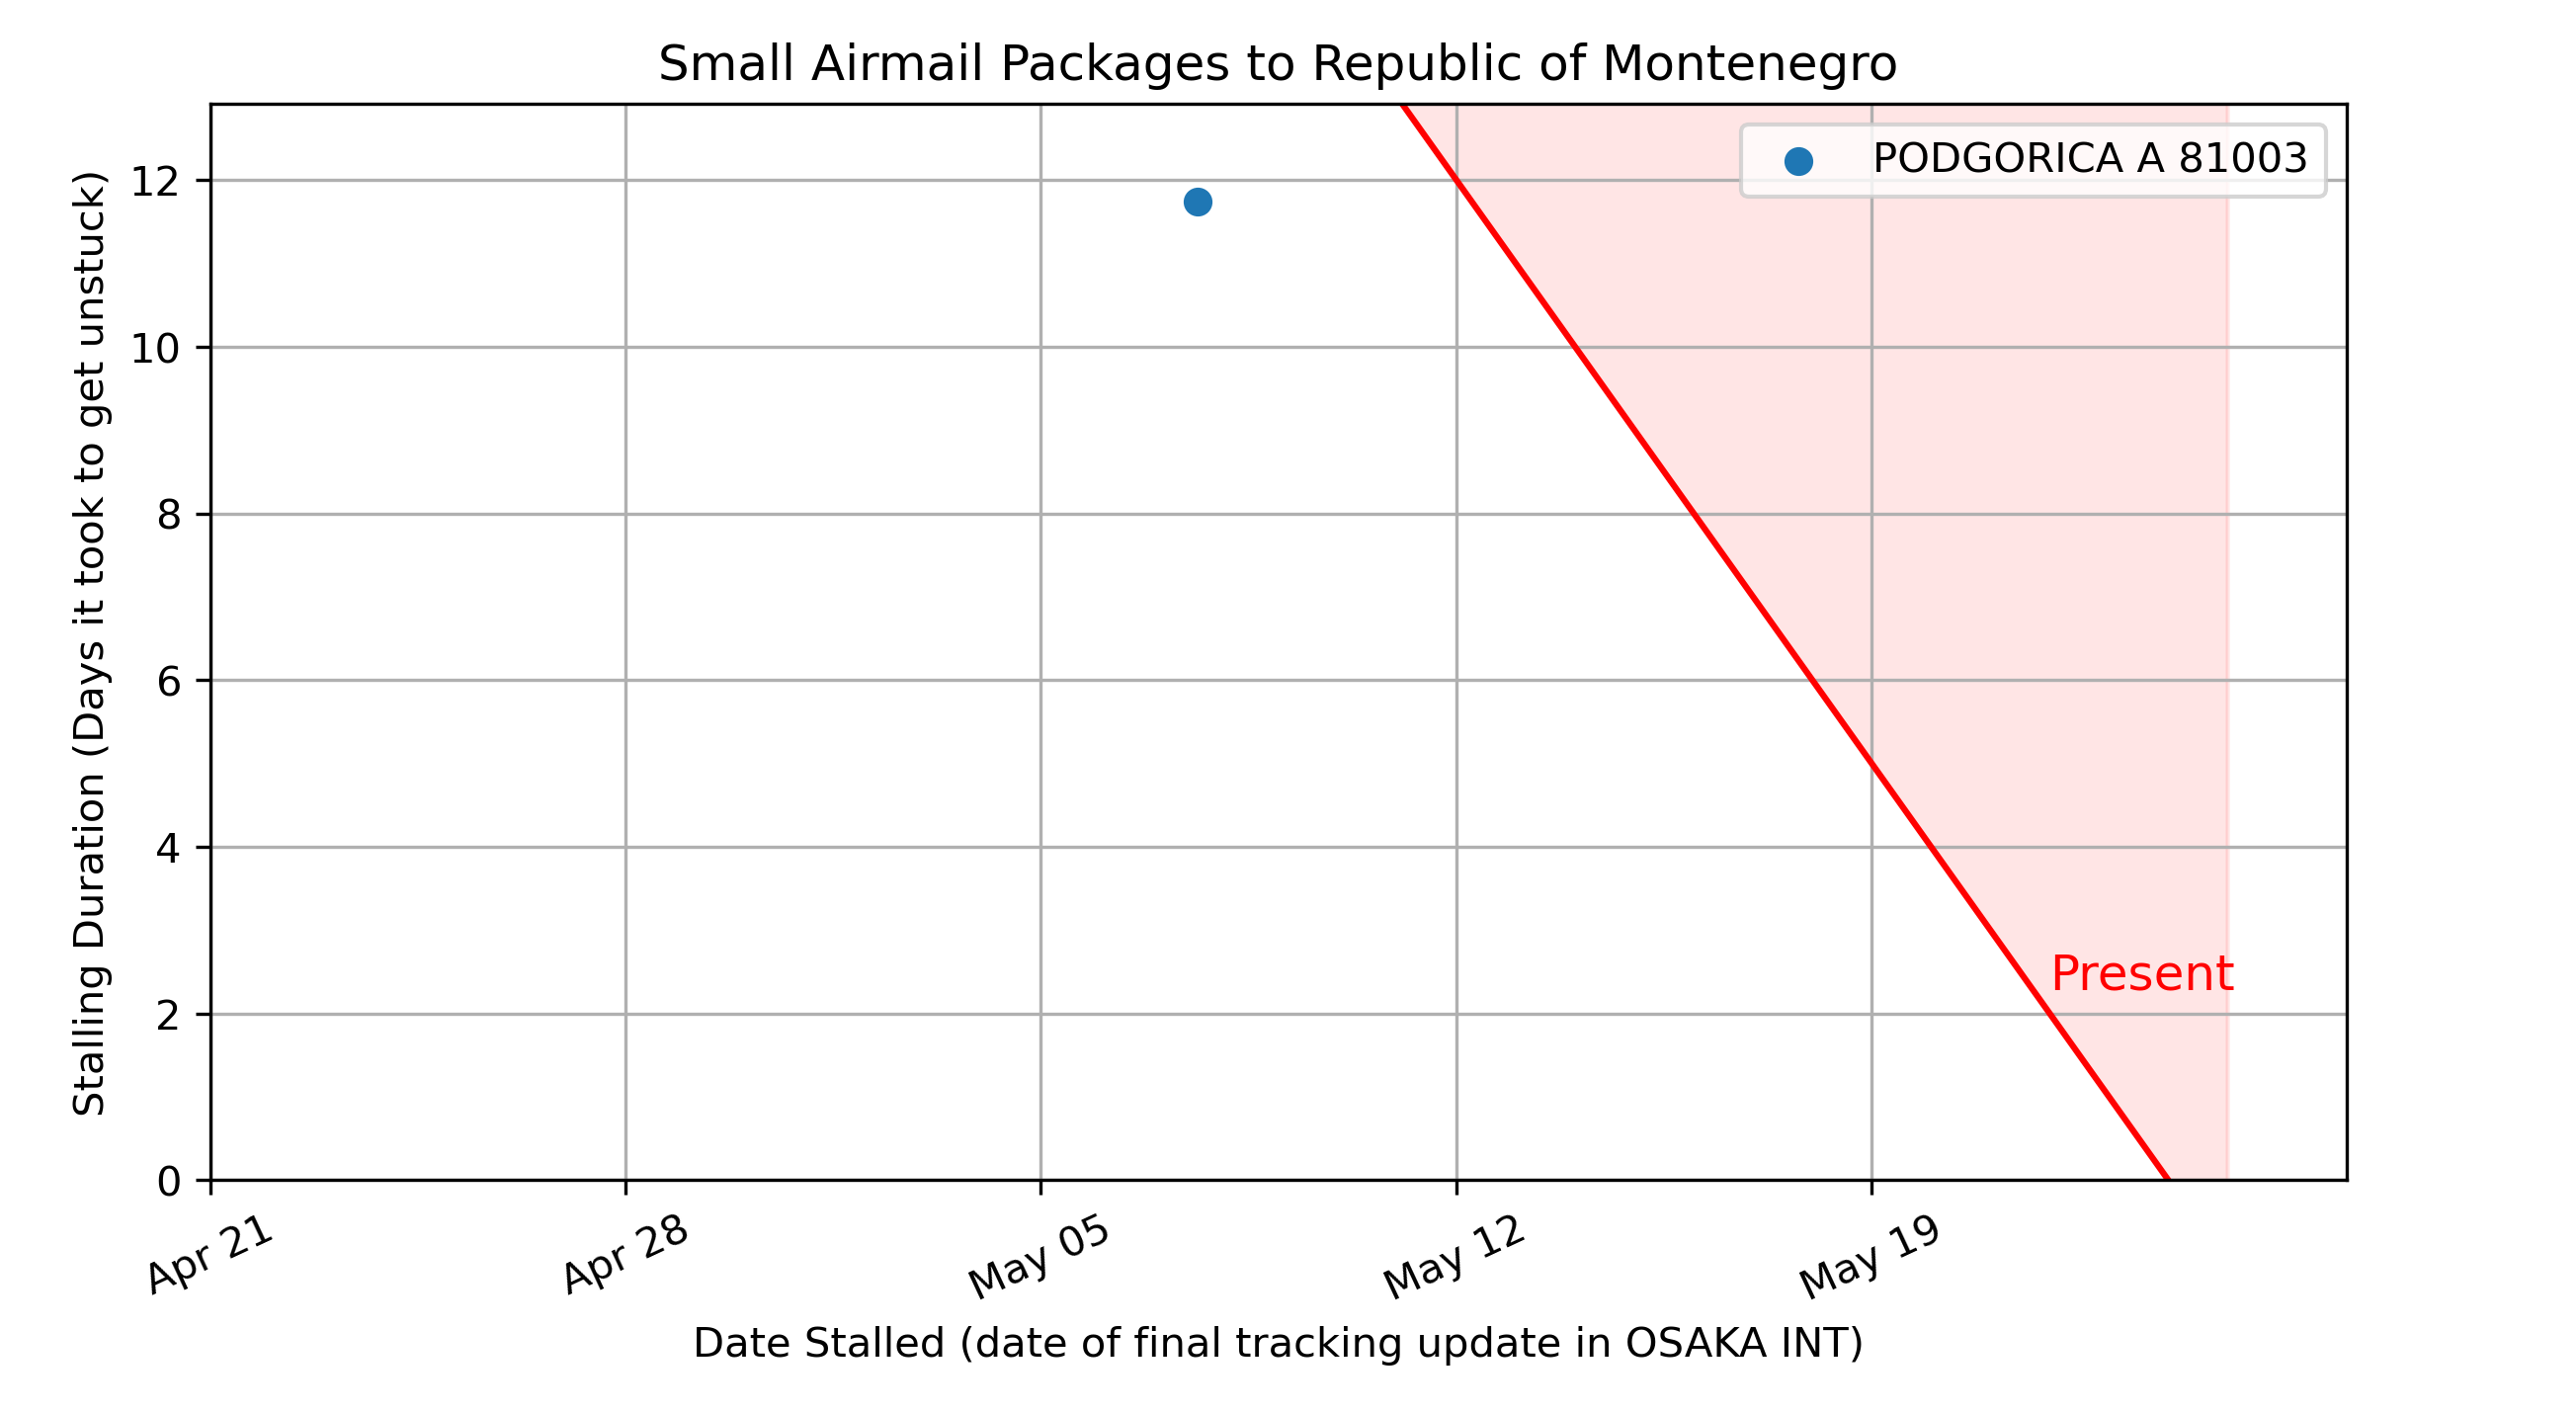 Small Airmail Packages to Republic of Montenegro
PODGORICA A 81003
Stalling Duration (Days it took to get unstuck)
12
10
8
6
4
2
0
Present
Apr 21
Apr 28
May 05
May 12
May 19
Date Stalled (date of final tracking update in OSAKA INT)